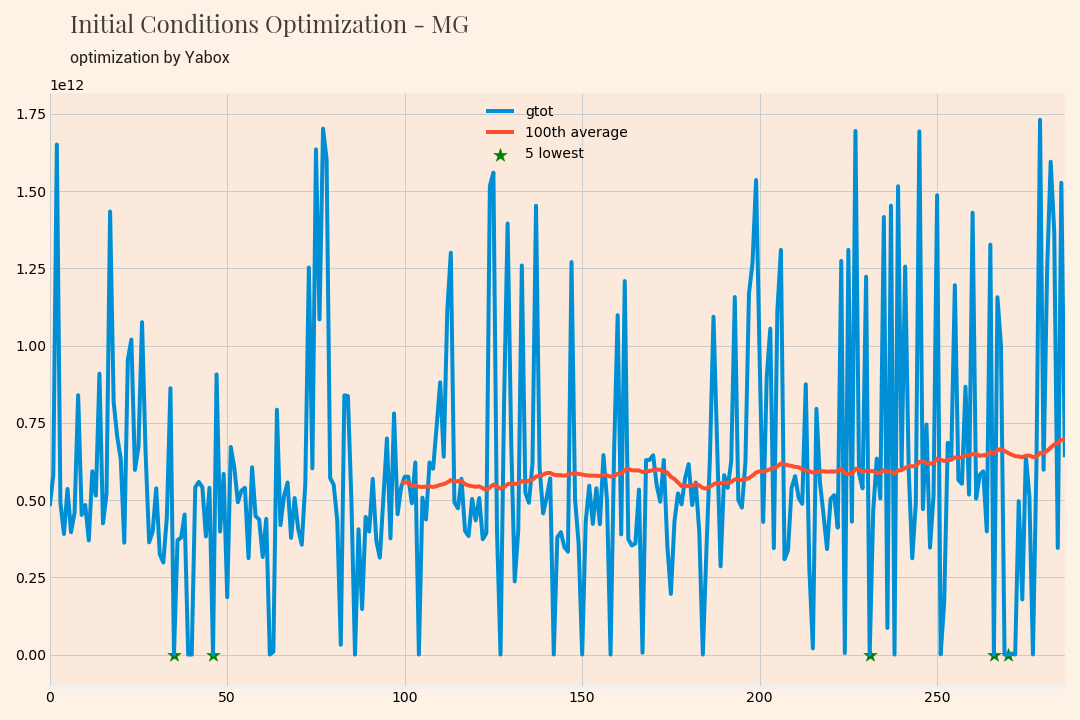 Initial Conditions Optimization - MG
optimization by Yabox
1e12
gtot
100th average
5 lowest
1.75
1.50
1.25
1.00
0.75
0.50
0.25
0.00
0 50 100 150 200 250